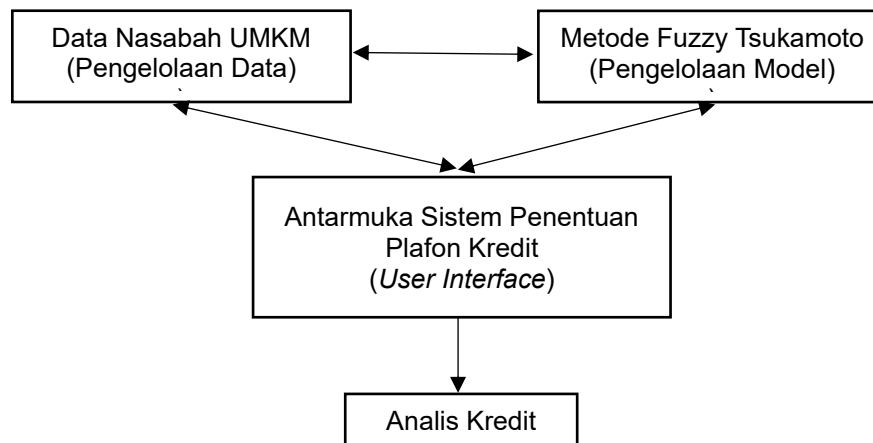 Data Nasabah UMKM
(Pengelolaan Data)
Metode Fuzzy Tsukamoto
(Pengelolaan Model)
Antarmuka Sistem Penentuan
Plafon Kredit
(User Interface)
Analis Kredit